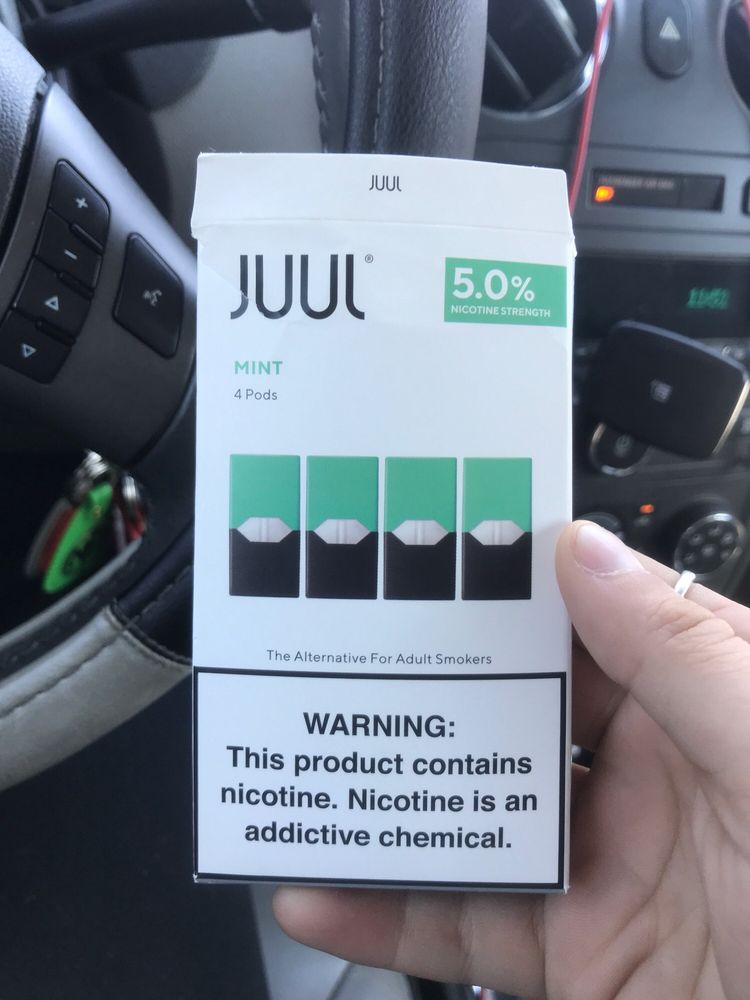 JUUL
JUUL®
5.0%
NICOTINE STRENGTH
MINT
4 Pods
The Alternative For Adult Smokers
WARNING:
This product contains
nicotine. Nicotine is an
addictive chemical.